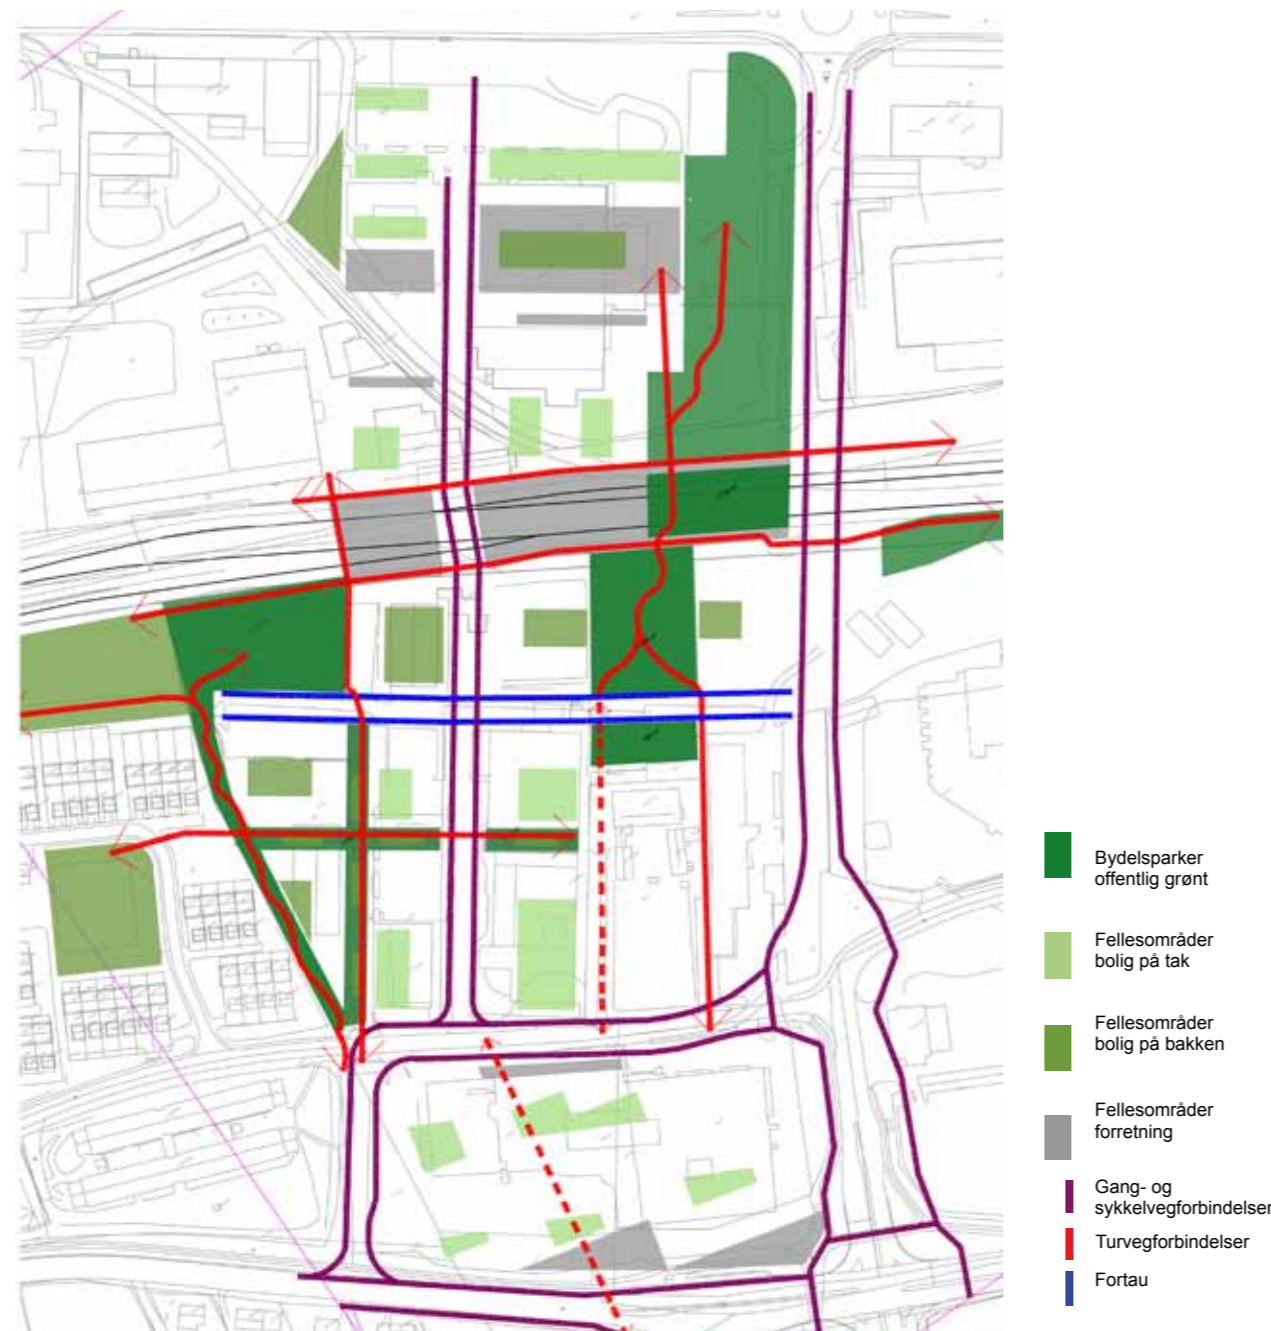 Bydelsparker
offentlig grønt
Fellesområder
bolig på tak
Fellesområder
bolig på bakken
Fellesområder
forretning
Gang- og
sykkelvegforbindelser
Turvegforbindelser
Fortau